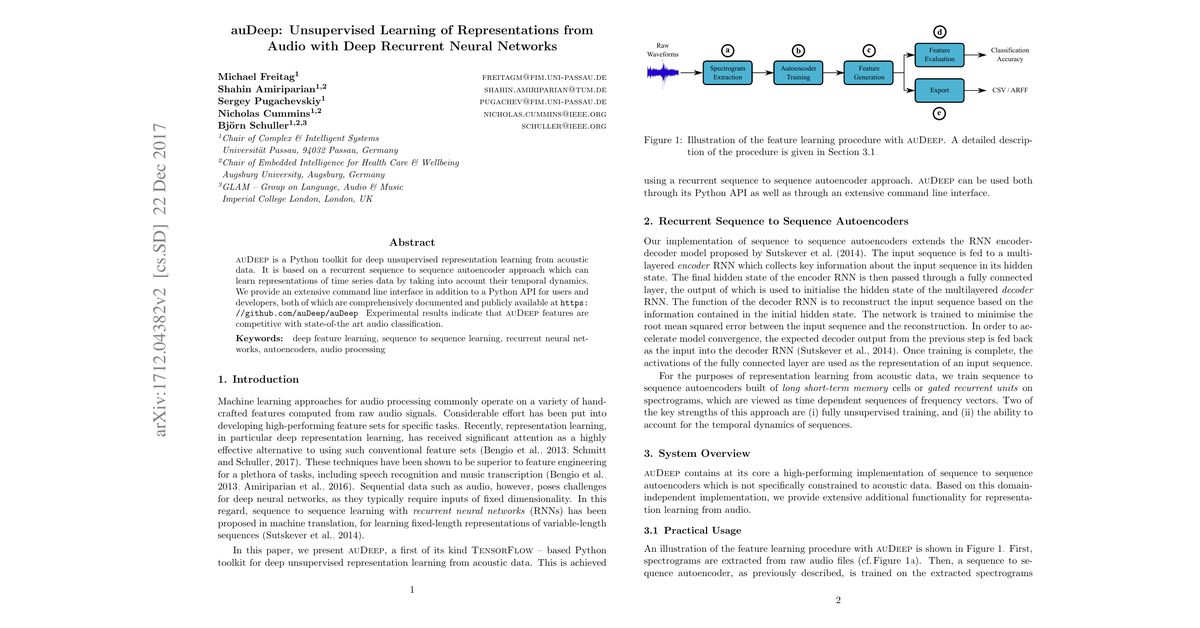 arXiv:1712.04382v2 [cs.SD] 22 Dec 2017
auDeep: Unsupervised Learning of Representations from
Audio with Deep Recurrent Neural Networks
Michael Freitag¹ freitagm@fim.uni-passau.de
Shahin Amiriparian¹,² shahin.amiriparian@tum.de
Sergey Pugachevskiy¹ pugachev@fim.uni-passau.de
Nicholas Cummins¹,² nicholas.cummins@ieee.org
Björn Schuller¹,²,³ schuller@ieee.org
¹Chair of Complex & Intelligent Systems
Universität Passau, 94032 Passau, Germany
²Chair of Embedded Intelligence for Health Care & Wellbeing
Augsburg University, Augsburg, Germany
³GLAM – Group on Language, Audio & Music
Imperial College London, London, UK
Abstract
auDeep is a Python toolkit for deep unsupervised representation learning from acoustic
data. It is based on a recurrent sequence to sequence autoencoder approach which can
learn representations of time series data by taking into account their temporal dynamics.
We provide an extensive command line interface in addition to a Python API for users and
developers, both of which are comprehensively documented and publicly available at https:
//github.com/auDeep/auDeep Experimental results indicate that auDeep features are
competitive with state-of-the art audio classification.
Keywords: deep feature learning, sequence to sequence learning, recurrent neural net-
works, autoencoders, audio processing
1. Introduction
Machine learning approaches for audio processing commonly operate on a variety of hand-
crafted features computed from raw audio signals. Considerable effort has been put into
developing high-performing feature sets for specific tasks. Recently, representation learning,
in particular deep representation learning, has received significant attention as a highly
effective alternative to using such conventional feature sets (Bengio et al., 2013; Schmitt
and Schuller, 2017). These techniques have been shown to be superior to feature engineering
for a plethora of tasks, including speech recognition and music transcription (Bengio et al.,
2013; Amiriparian et al., 2016). Sequential data such as audio, however, poses challenges
for deep neural networks, as they typically require inputs of fixed dimensionality. In this
regard, sequence to sequence learning with recurrent neural networks (RNNs) has been
proposed in machine translation, for learning fixed-length representations of variable-length
sequences (Sutskever et al., 2014).
In this paper, we present auDeep, a first of its kind TensorFlow – based Python
toolkit for deep unsupervised representation learning from acoustic data. This is achieved
1
Raw
Waveforms
a
Spectrogram
Extraction
b
Autoencoder
Training
c
Feature
Generation
d
Feature
Evaluation
Classification
Accuracy
Export
CSV / ARFF
e
Figure 1: Illustration of the feature learning procedure with auDeep. A detailed descrip-
tion of the procedure is given in Section 3.1.
using a recurrent sequence to sequence autoencoder approach. auDeep can be used both
through its Python API as well as through an extensive command line interface.
2. Recurrent Sequence to Sequence Autoencoders
Our implementation of sequence to sequence autoencoders extends the RNN encoder-
decoder model proposed by Sutskever et al. (2014). The input sequence is fed to a multi-
layered encoder RNN which collects key information about the input sequence in its hidden
state. The final hidden state of the encoder RNN is then passed through a fully connected
layer, the output of which is used to initialise the hidden state of the multilayered decoder
RNN. The function of the decoder RNN is to reconstruct the input sequence based on the
information contained in the initial hidden state. The network is trained to minimise the
root mean squared error between the input sequence and the reconstruction. In order to ac-
celerate model convergence, the expected decoder output from the previous step is fed back
as the input into the decoder RNN (Sutskever et al., 2014). Once training is complete, the
activations of the fully connected layer are used as the representation of an input sequence.
For the purposes of representation learning from acoustic data, we train sequence to
sequence autoencoders built of long short-term memory cells or gated recurrent units on
spectrograms, which are viewed as time dependent sequences of frequency vectors. Two of
the key strengths of this approach are (i) fully unsupervised training, and (ii) the ability to
account for the temporal dynamics of sequences.
3. System Overview
auDeep contains at its core a high-performing implementation of sequence to sequence
autoencoders which is not specifically constrained to acoustic data. Based on this domain-
independent implementation, we provide extensive additional functionality for representa-
tion learning from audio.
3.1 Practical Usage
An illustration of the feature learning procedure with auDeep is shown in Figure 1. First,
spectrograms are extracted from raw audio files (cf. Figure 1a). Then, a sequence to se-
quence autoencoder, as previously described, is trained on the extracted spectrograms
2